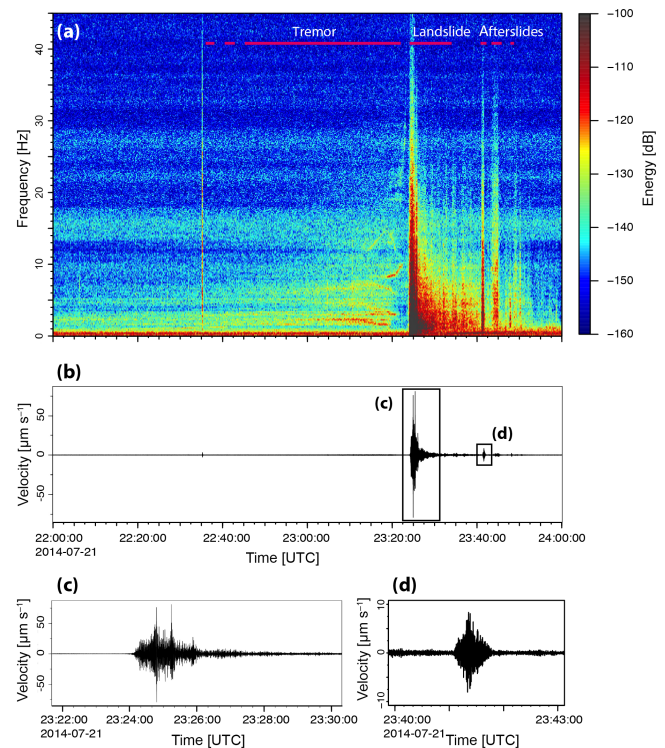 (a)
Tremor
Landslide
Afterslides
Frequency [Hz]
0
10
20
30
40
Energy [dB]
−100
−110
−120
−130
−140
−150
−160
(b)
(c)
(d)
Velocity [µm s⁻¹]
50
0
−50
22:00:00 22:20:00 22:40:00 23:00:00 23:20:00 23:40:00 24:00:00
2014-07-21
Time [UTC]
(c)
Velocity [µm s⁻¹]
50
0
−50
23:22:00 23:24:00 23:26:00 23:28:00 23:30:00
2014-07-21
Time [UTC]
(d)
Velocity [µm s⁻¹]
10
5
0
−5
−10
23:40:00 23:43:00
2014-07-21
Time [UTC]